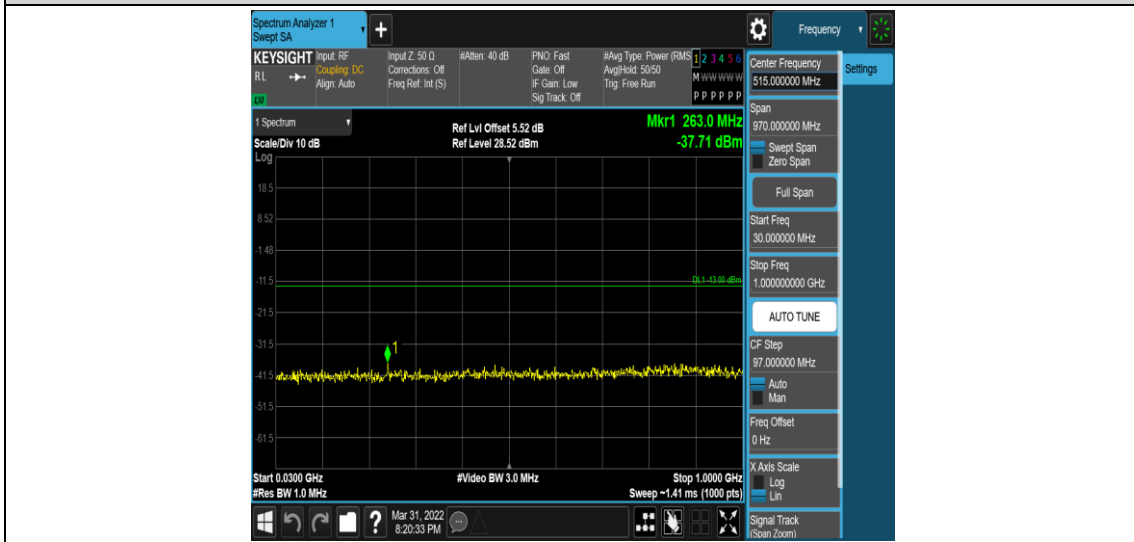 Spectrum Analyzer 1
Swept SA
+
Frequency
KEYSIGHT
RL
LXI
Input: RF
Coupling: DC
Align: Auto
Input Z: 50 Ω
Corrections: Off
Freq Ref: Int (S)
#Atten: 40 dB
PNO: Fast
Gate: Off
IF Gain: Low
Sig Track: Off
#Avg Type: Power (RMS
Avg|Hold: 50/50
Trig: Free Run
1 2 3 4 5 6
M W W W W W
P P P P P P
1 Spectrum
Scale/Div 10 dB
Log
Ref Lvl Offset 5.52 dB
Ref Level 28.52 dBm
Mkr1 263.0 MHz
-37.71 dBm
18.5
8.52
-1.48
-11.5
-21.5
-31.5
-41.5
-51.5
-61.5
DL1 -13.00 dBm
1
Start 0.0300 GHz
#Res BW 1.0 MHz
#Video BW 3.0 MHz
Stop 1.0000 GHz
Sweep ~1.41 ms (1000 pts)
Mar 31, 2022
8:20:33 PM
?
Center Frequency
515.000000 MHz
Span
970.000000 MHz
Swept Span
Zero Span
Full Span
Start Freq
30.000000 MHz
Stop Freq
1.000000000 GHz
AUTO TUNE
CF Step
97.000000 MHz
Auto
Man
Freq Offset
0 Hz
X Axis Scale
Log
Lin
Signal Track
(Span Zoom)
Settings